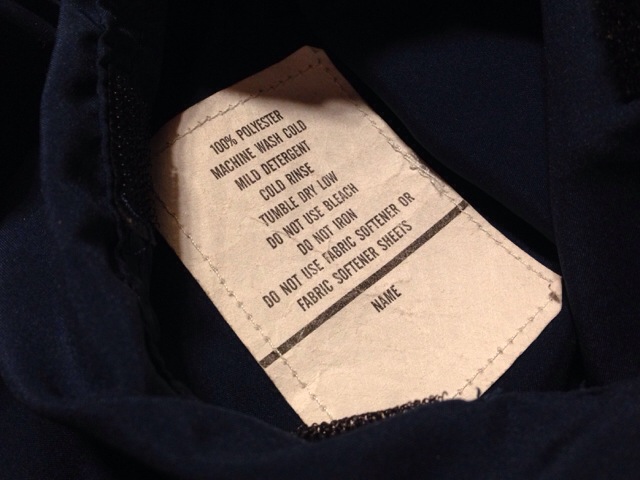 100% POLYESTER
MACHINE WASH COLD
MILD DETERGENT
COLD RINSE
TUMBLE DRY LOW
DO NOT USE BLEACH
DO NOT IRON
DO NOT USE FABRIC SOFTENER OR
FABRIC SOFTENER SHEETS
NAME